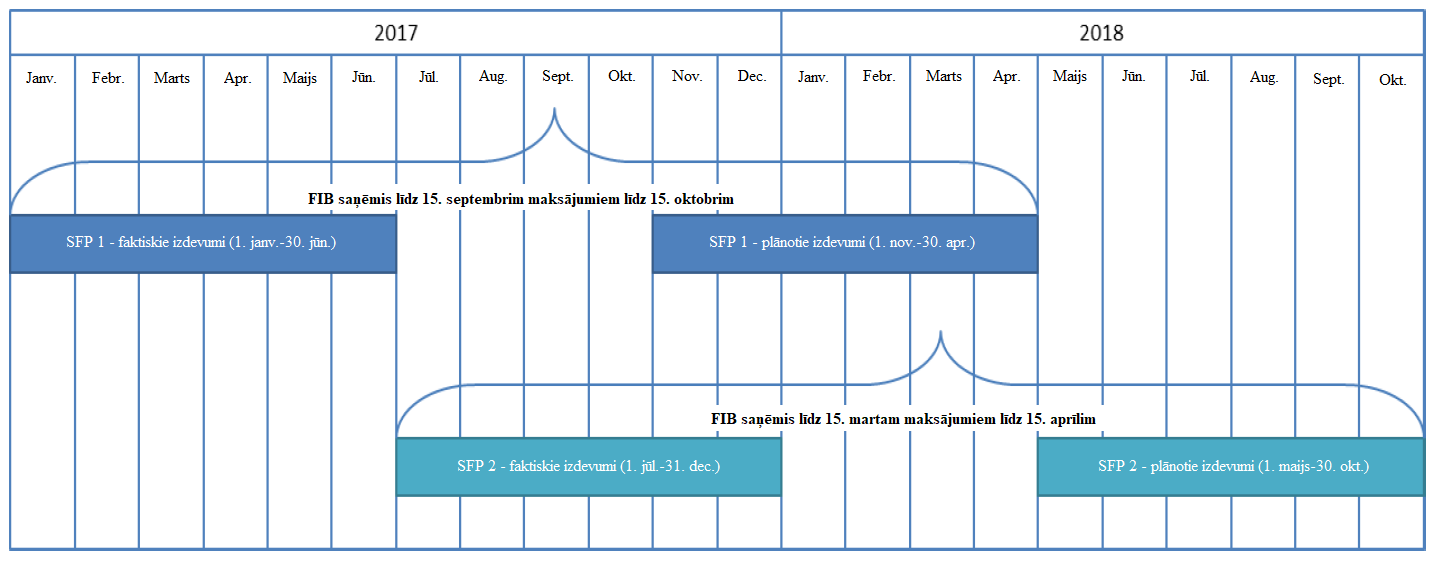 2017 2018
Janv. Febr. Marts Apr. Maijs Jūn. Jūl. Aug. Sept. Okt. Nov. Dec. Janv. Febr. Marts Apr. Maijs Jūn. Jūl. Aug. Sept. Okt.
FIB saņēmis līdz 15. septembrim maksājumiem līdz 15. oktobrim
SFP 1 - faktiskie izdevumi (1. janv.-30. jūn.) SFP 1 - plānotie izdevumi (1. nov.-30. apr.)
FIB saņēmis līdz 15. martam maksājumiem līdz 15. aprīlim
SFP 2 - faktiskie izdevumi (1. jūl.-31. dec.) SFP 2 - plānotie izdevumi (1. maijs-30. okt.)